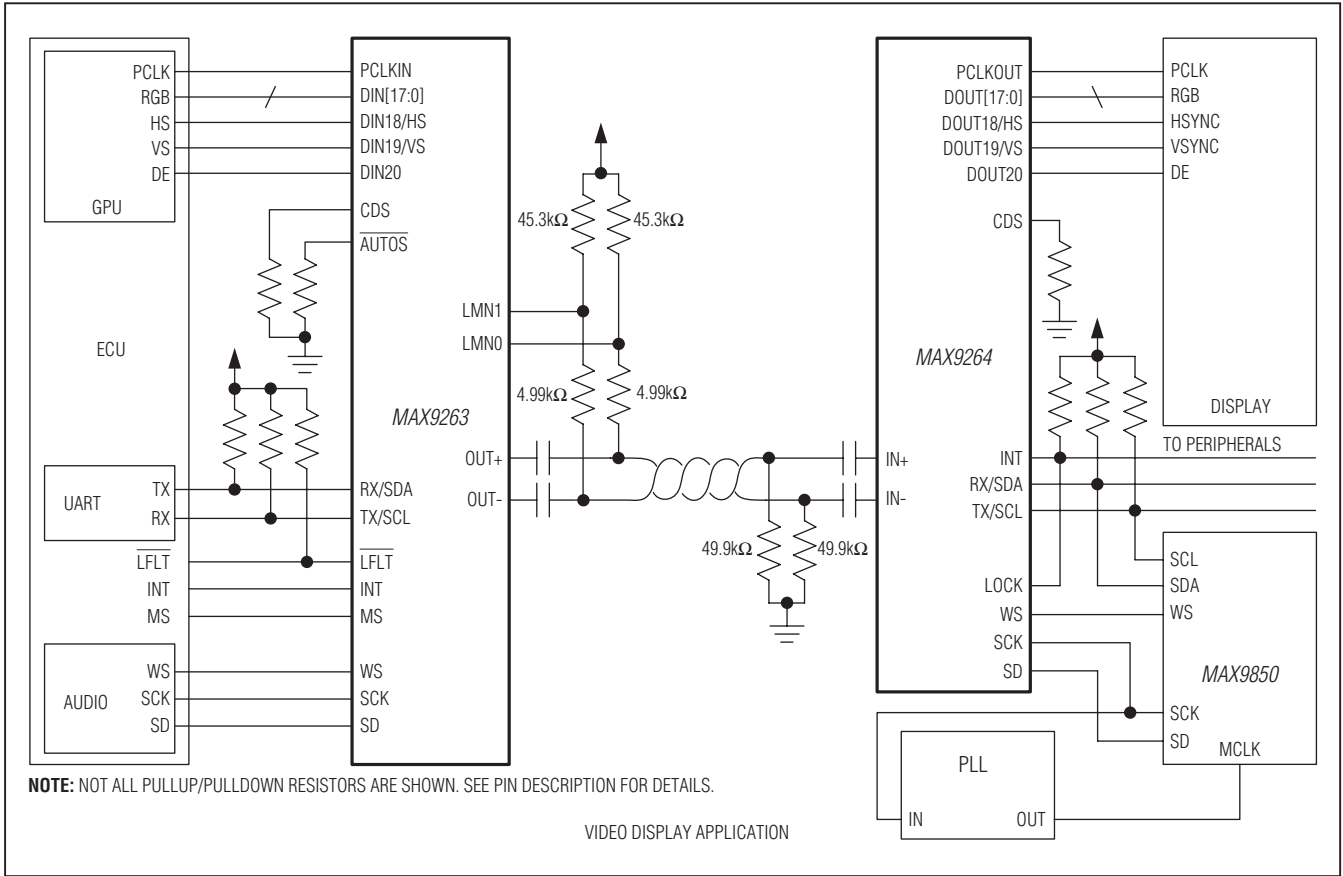 PCLK
RGB
HS
VS
DE
GPU
ECU
UART
TX
RX
LFLT
INT
MS
AUDIO
WS
SCK
SD
PCLKIN
DIN[17:0]
DIN18/HS
DIN19/VS
DIN20
CDS
AUTOS
LMN1
LMN0
MAX9263
OUT+
OUT-
RX/SDA
TX/SCL
LFLT
INT
MS
WS
SCK
SD
45.3kΩ
45.3kΩ
4.99kΩ
4.99kΩ
49.9kΩ
49.9kΩ
PCLKOUT
DOUT[17:0]
DOUT18/HS
DOUT19/VS
DOUT20
CDS
MAX9264
IN+
IN-
INT
RX/SDA
TX/SCL
LOCK
WS
SCK
SD
PCLK
RGB
HSYNC
VSYNC
DE
DISPLAY
TO PERIPHERALS
SCL
SDA
WS
MAX9850
SCK
SD
MCLK
PLL
IN
OUT
NOTE: NOT ALL PULLUP/PULLDOWN RESISTORS ARE SHOWN. SEE PIN DESCRIPTION FOR DETAILS.
VIDEO DISPLAY APPLICATION